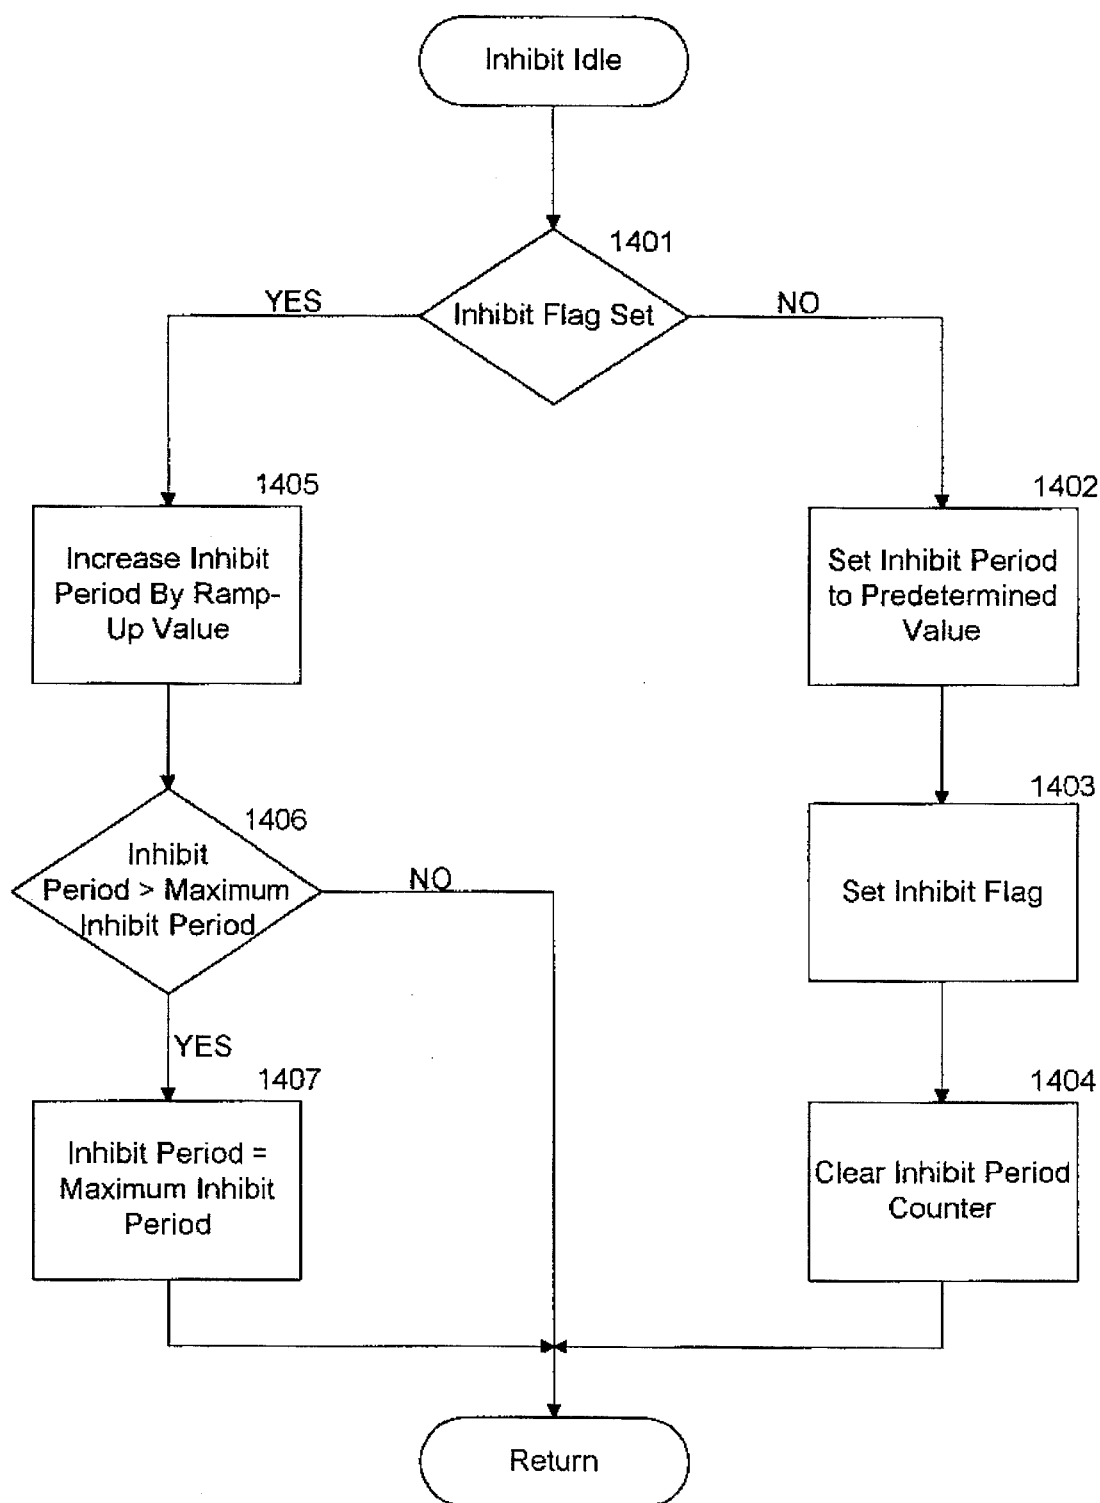 Inhibit Idle
1401
YES
Inhibit Flag Set
NO
1405
Increase Inhibit
Period By Ramp-
Up Value
1402
Set Inhibit Period
to Predetermined
Value
1406
Inhibit
Period > Maximum
Inhibit Period
NO
YES
1403
Set Inhibit Flag
1407
Inhibit Period =
Maximum Inhibit
Period
1404
Clear Inhibit Period
Counter
Return